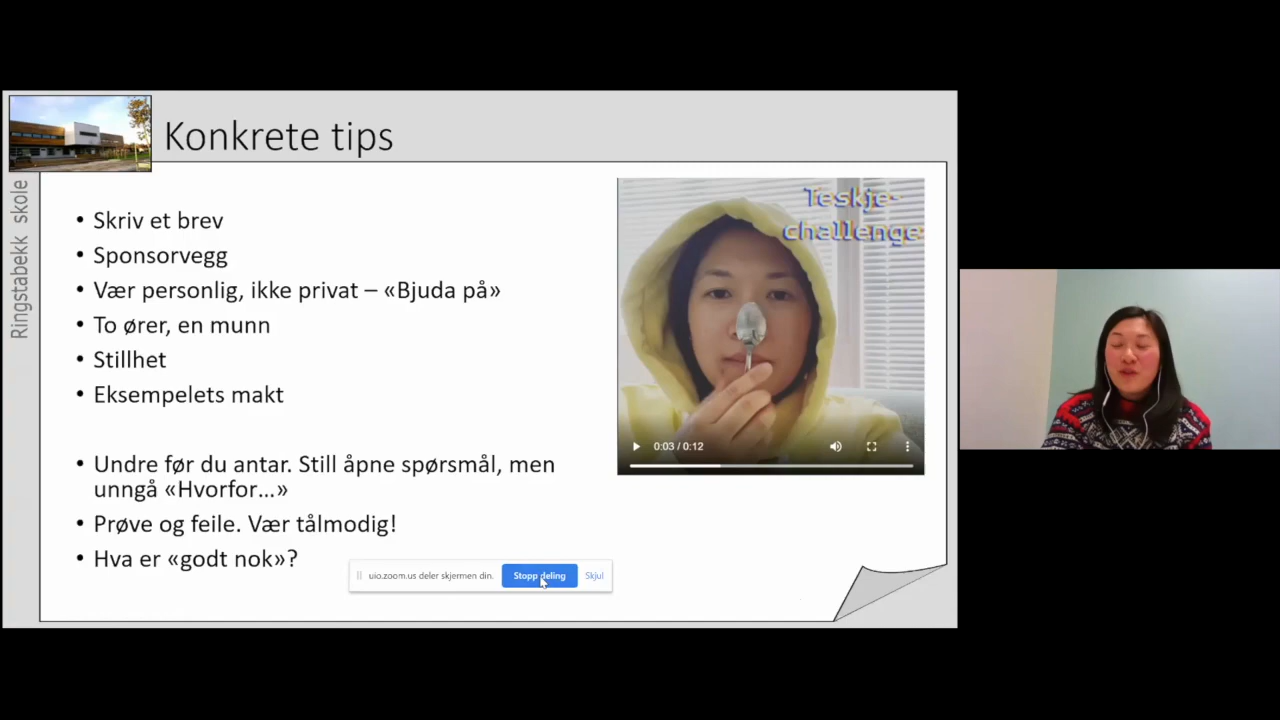 Ringstabekk skole
Konkrete tips
• Skriv et brev
• Sponsorvegg
• Vær personlig, ikke privat – «Bjuda på»
• To ører, en munn
• Stillhet
• Eksempelets makt
• Undre før du antar. Still åpne spørsmål, men
unngå «Hvorfor...»
• Prøve og feile. Vær tålmodig!
• Hva er «godt nok»?
Teskje-
challenge
0:03 / 0:12
uio.zoom.us deler skjermen din.
Stopp deling
Skjul